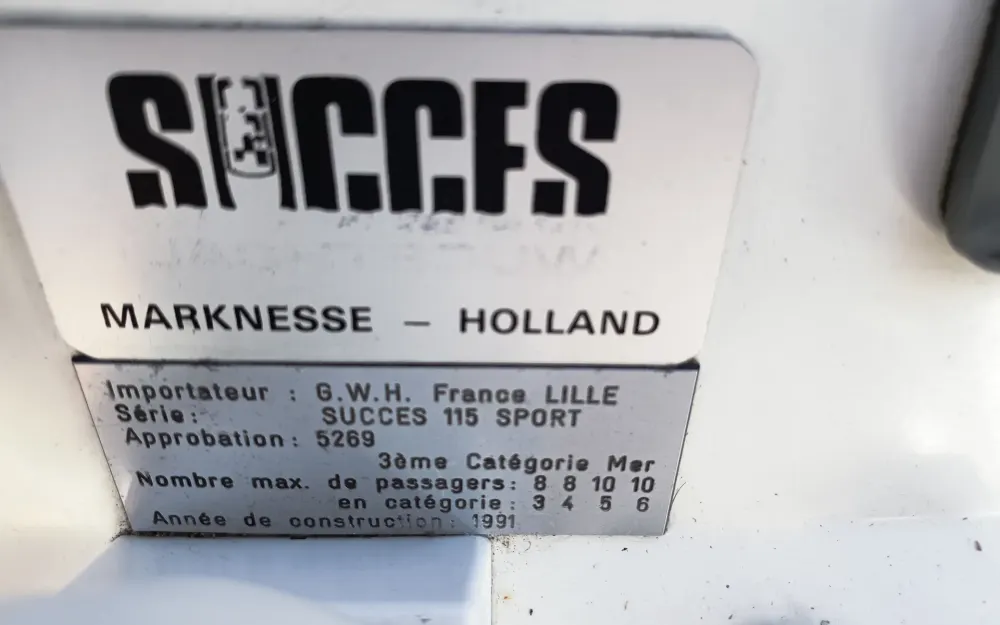 SUCCES
MARKNESSE – HOLLAND
Importateur : G.W.H. France LILLE
Série: SUCCES 115 SPORT
Approbation: 5269
3ème Catégorie Mer
Nombre max. de passagers: 8 8 10 10
en catégorie: 3 4 5 6
Année de construction: 1991